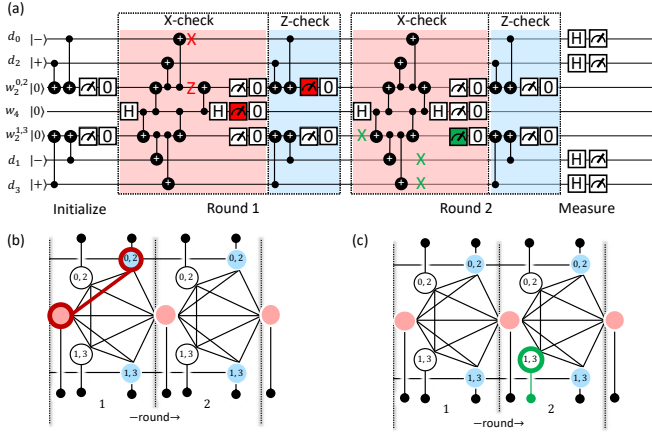 (a)
X-check Z-check X-check Z-check
d₀ |−⟩ X H
d₂ |+⟩ H
w₂⁰,² |0⟩ 0 Z 0 0 0 0
w₄ |0⟩ H H 0 H H 0
w₂¹,³ |0⟩ 0 0 0 X 0 0
d₁ |−⟩ X H
d₃ |+⟩ X H
Initialize Round 1 Round 2 Measure
(b) (c)
0, 2 0, 2 0, 2 0, 2
0, 2 0, 2 0, 2 0, 2
1, 3 1, 3 1, 3 1, 3
1, 3 1, 3 1, 3 1, 3
1 2 1 2
−round→ −round→